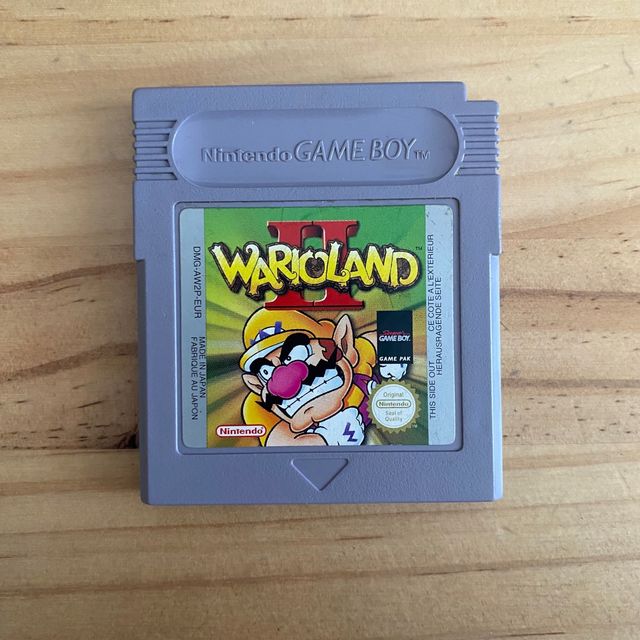 Nintendo GAME BOY TM
II
WARIOLAND TM
DMG-AW2P-EUR
MADE IN JAPAN
FABRIQUE AU JAPON
Nintendo
GAME BOY
GAME PAK
Original
Nintendo
Seal of
Quality
THIS SIDE OUT CE COTE A L'EXTERIEUR
HERAUSRAGENDE SEITE